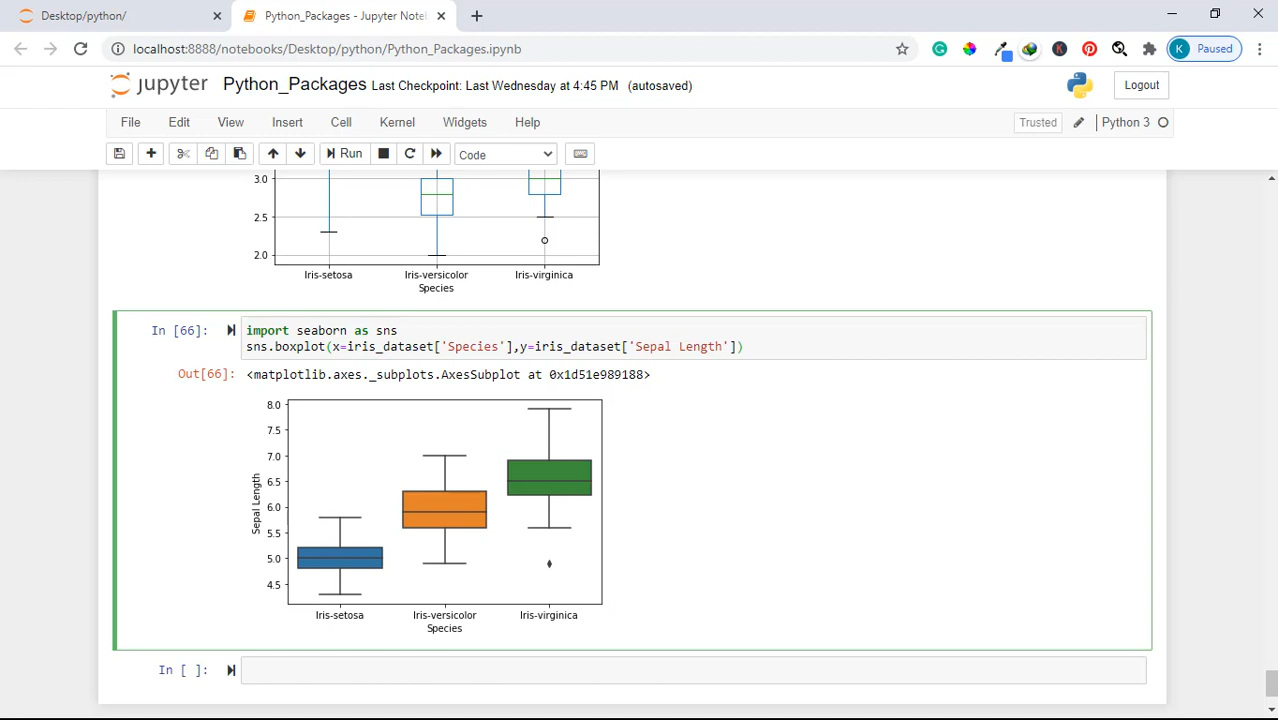 Desktop/python/
Python_Packages - Jupyter Noteb
localhost:8888/notebooks/Desktop/python/Python_Packages.ipynb
K Paused
jupyter Python_Packages Last Checkpoint: Last Wednesday at 4:45 PM (autosaved)
Logout
File Edit View Insert Cell Kernel Widgets Help
Trusted Python 3
Run Code
3.0
2.5
2.0
Iris-setosa Iris-versicolor Iris-virginica
Species
In [66]: import seaborn as sns
sns.boxplot(x=iris_dataset['Species'],y=iris_dataset['Sepal Length'])
Out[66]: <matplotlib.axes._subplots.AxesSubplot at 0x1d51e989188>
8.0
7.5
7.0
6.5
6.0
5.5
5.0
4.5
Sepal Length
Iris-setosa Iris-versicolor Iris-virginica
Species
In [ ]: